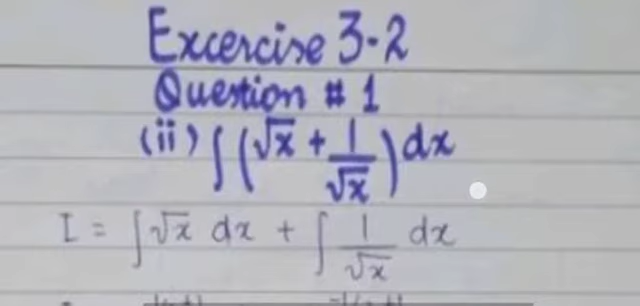 Excercise 3-2
Question # 1
(ii) ∫(√x + 1/√x) dx
I = ∫√x dx + ∫ 1/√x dx